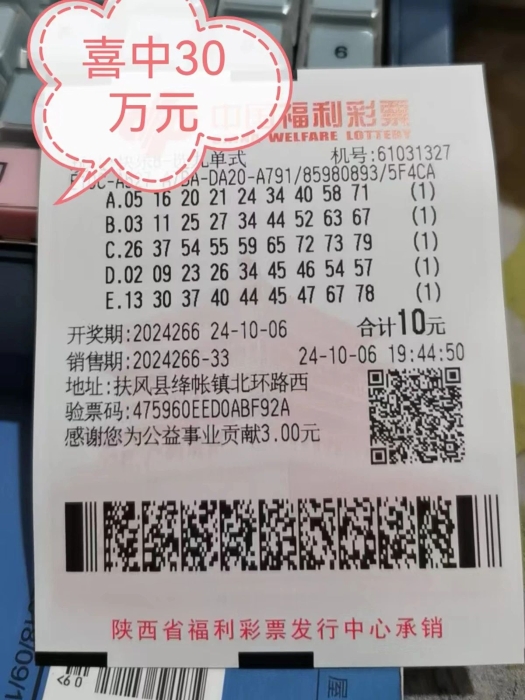 喜中30
万元
6
中国福利彩票
WELFARE LOTTERY
单式 机号:61031327
-DA20-A791/85980893/5F4CA
A.05 16 20 21 24 34 40 58 71 (1)
B.03 11 25 27 34 44 52 63 67 (1)
C.26 37 54 55 59 65 72 73 79 (1)
D.02 09 23 26 34 45 46 54 57 (1)
E.13 30 37 40 44 45 47 67 78 (1)
开奖期:2024266 24-10-06 合计10元
销售期:2024266-33 24-10-06 19:44:50
地址:扶风县绛帐镇北环路西
验票码:475960EED0ABF92A
感谢您为公益事业贡献3.00元
陕西省福利彩票发行中心承销